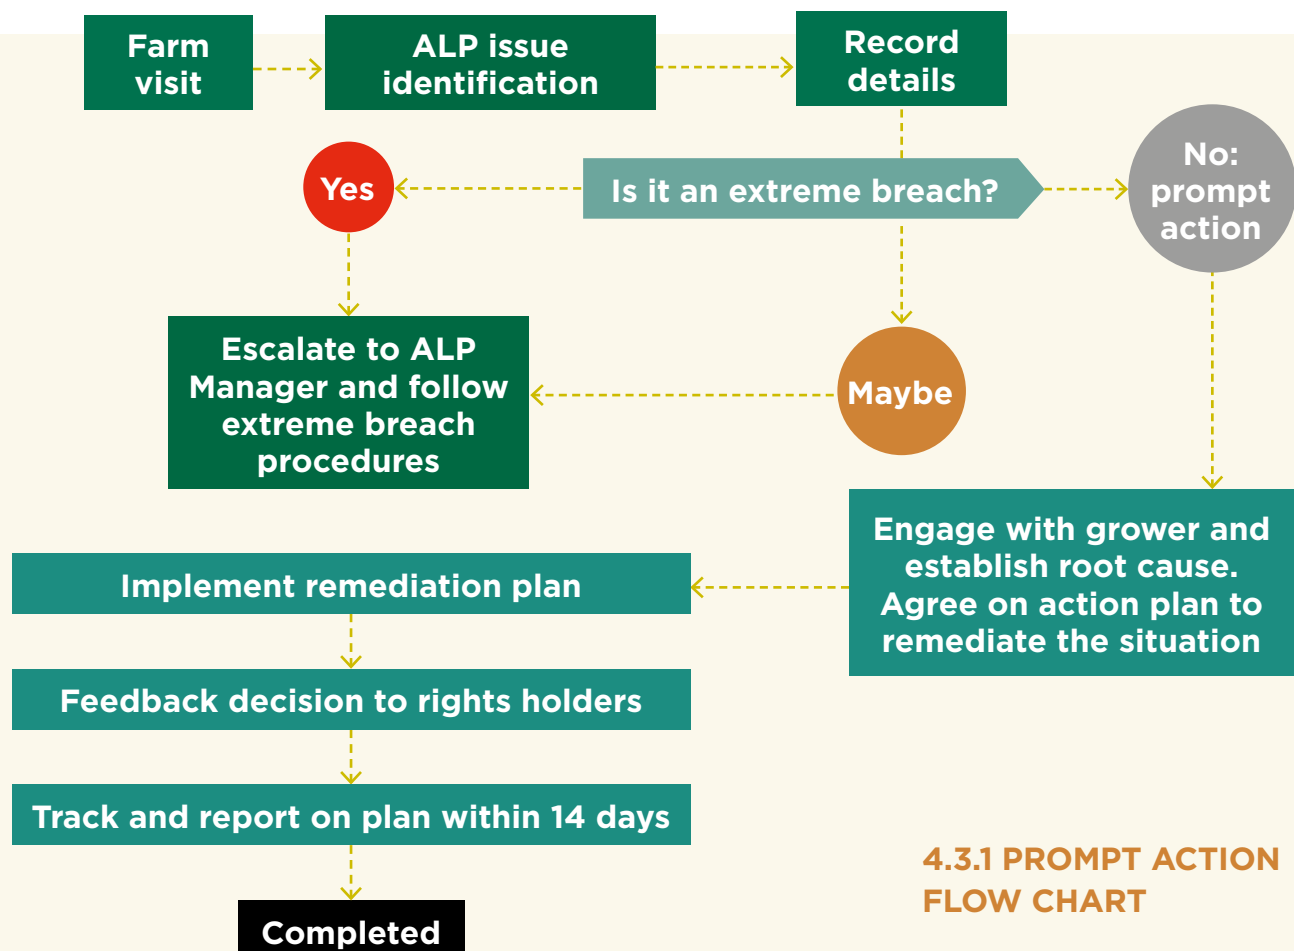 Farm
visit
ALP issue
identification
Record
details
No:
prompt
action
Yes
Is it an extreme breach?
Escalate to ALP
Manager and follow
extreme breach
procedures
Maybe
Engage with grower and
establish root cause.
Agree on action plan to
remediate the situation
Implement remediation plan
Feedback decision to rights holders
Track and report on plan within 14 days
Completed
4.3.1 PROMPT ACTION
FLOW CHART